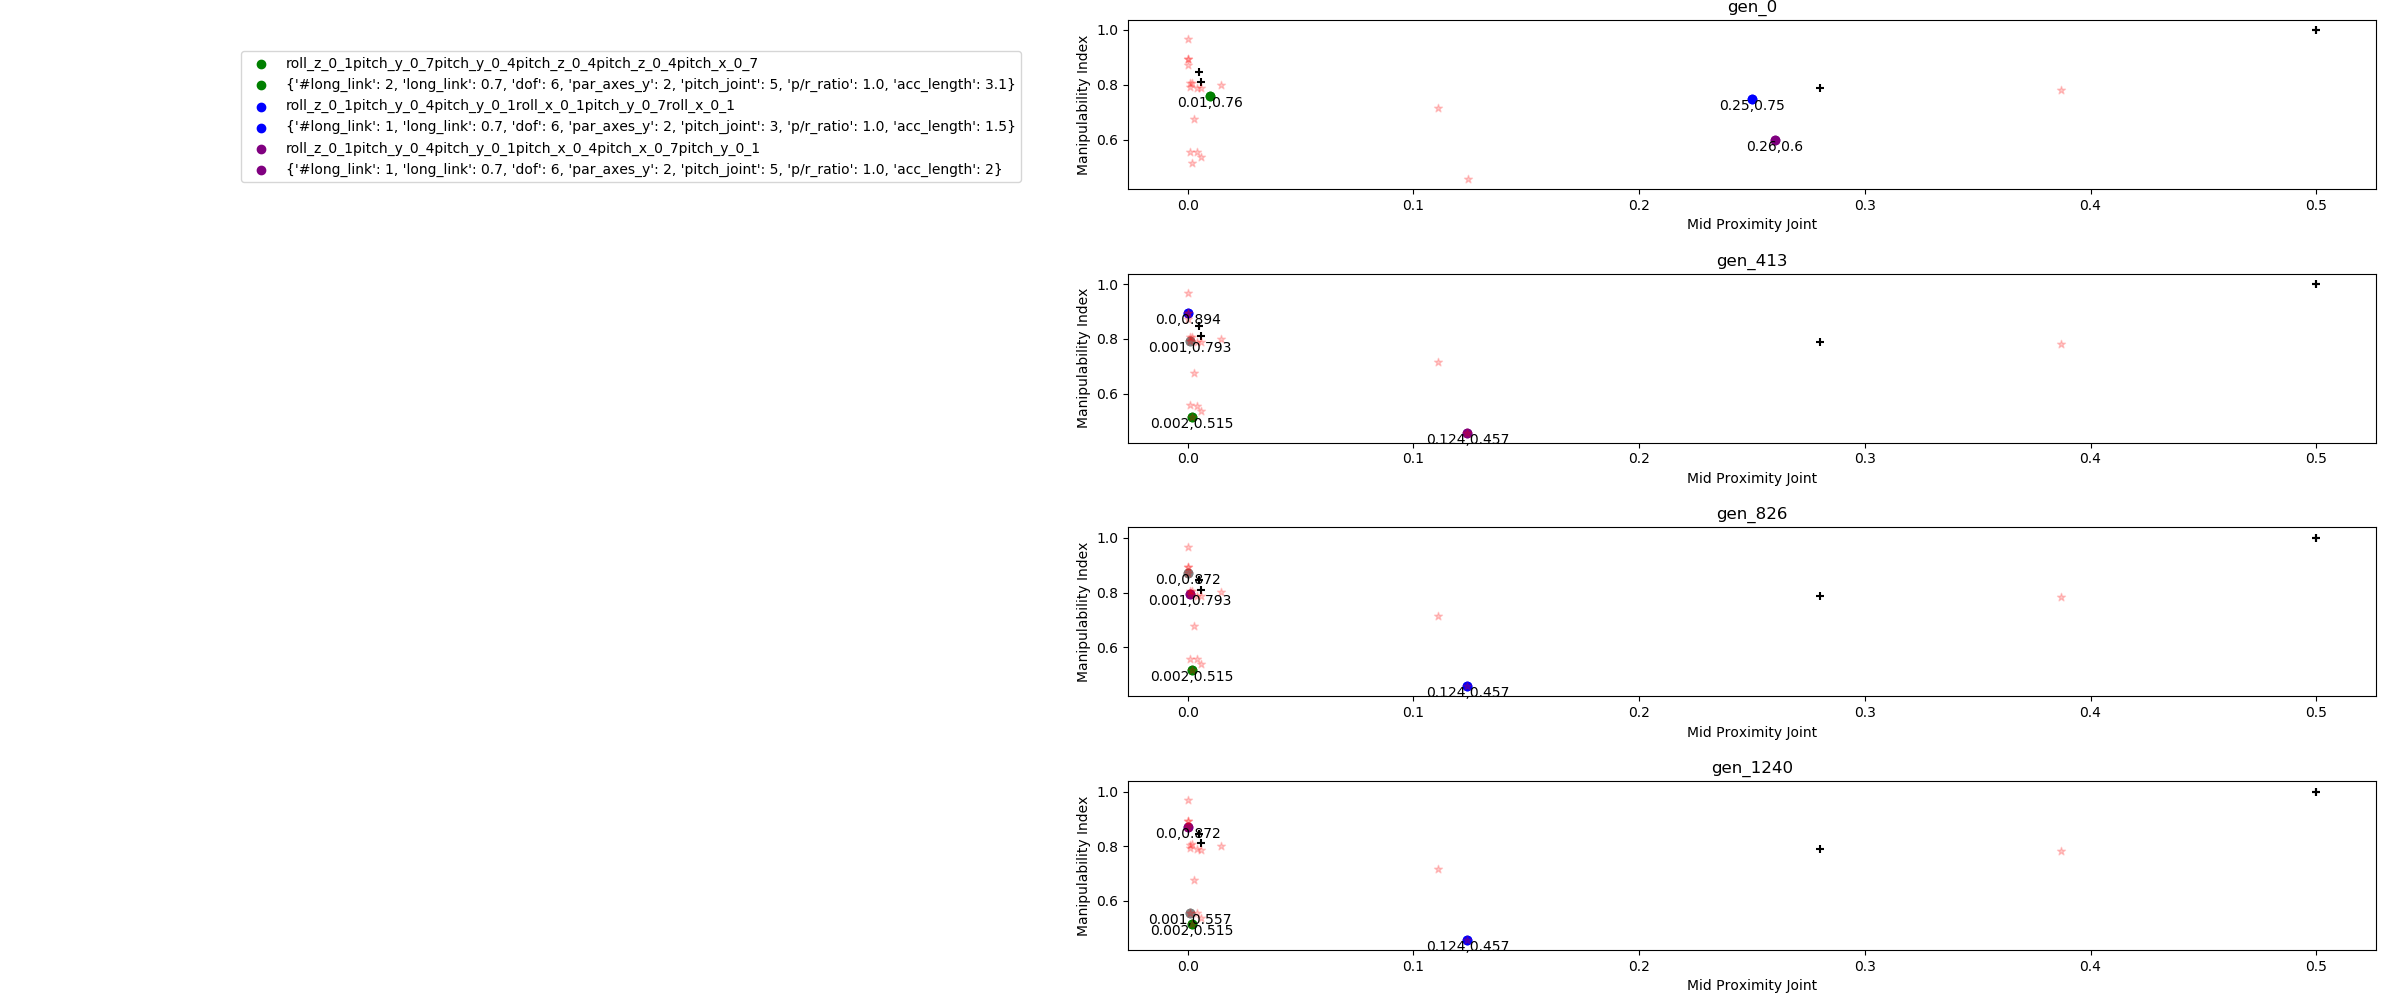 roll_z_0_1pitch_y_0_7pitch_y_0_4pitch_z_0_4pitch_z_0_4pitch_x_0_7
{'#long_link': 2, 'long_link': 0.7, 'dof': 6, 'par_axes_y': 2, 'pitch_joint': 5, 'p/r_ratio': 1.0, 'acc_length': 3.1}
roll_z_0_1pitch_y_0_4pitch_y_0_1roll_x_0_1pitch_y_0_7roll_x_0_1
{'#long_link': 1, 'long_link': 0.7, 'dof': 6, 'par_axes_y': 2, 'pitch_joint': 3, 'p/r_ratio': 1.0, 'acc_length': 1.5}
roll_z_0_1pitch_y_0_4pitch_y_0_1pitch_x_0_4pitch_x_0_7pitch_y_0_1
{'#long_link': 1, 'long_link': 0.7, 'dof': 6, 'par_axes_y': 2, 'pitch_joint': 5, 'p/r_ratio': 1.0, 'acc_length': 2}
gen_0
Manipulability Index
1.0
0.8
0.6
0.01,0.76
0.25,0.75
0.26,0.6
0.0 0.1 0.2 0.3 0.4 0.5
Mid Proximity Joint
gen_413
Manipulability Index
1.0
0.8
0.6
0.0,0.894
0.001,0.793
0.002,0.515
0.124,0.457
0.0 0.1 0.2 0.3 0.4 0.5
Mid Proximity Joint
gen_826
Manipulability Index
1.0
0.8
0.6
0.0,0.872
0.001,0.793
0.002,0.515
0.124,0.457
0.0 0.1 0.2 0.3 0.4 0.5
Mid Proximity Joint
gen_1240
Manipulability Index
1.0
0.8
0.6
0.0,0.872
0.001,0.557
0.002,0.515
0.124,0.457
0.0 0.1 0.2 0.3 0.4 0.5
Mid Proximity Joint